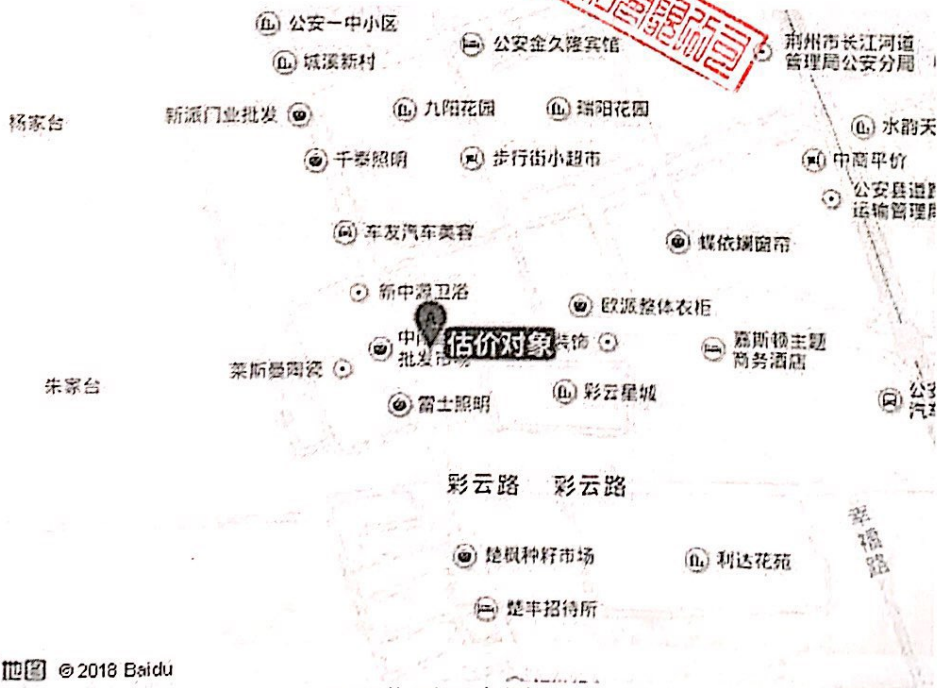 公安一中小区
公安金久隆宾馆
荆州市长江河道
管理局公安分局
城溪新村
新派门业批发
九阳花园
瑞阳花园
杨家台
水韵天
千泰照明
步行街小超市
中商平价
公安县道路
运输管理局
车友汽车美容
蝶依斓窗帘
新中源卫浴
欧派整体衣柜
A
估价对象
装饰
批发市场
嘉斯顿主题
商务酒店
莱斯曼陶瓷
朱家台
雷士照明
彩云星城
公安
汽车
彩云路 彩云路
幸福路
楚枫种籽市场
利达花苑
楚丰招待所
地图 © 2018 Baidu